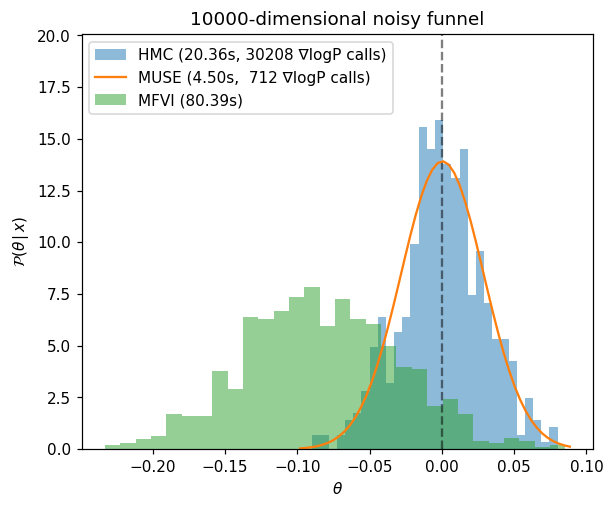 10000-dimensional noisy funnel
HMC (20.36s, 30208 ∇logP calls)
MUSE (4.50s,  712 ∇logP calls)
MFVI (80.39s)
20.0
17.5
15.0
12.5
10.0
7.5
5.0
2.5
0.0
𝒫(θ | x)
−0.20 −0.15 −0.10 −0.05 0.00 0.05 0.10
θ